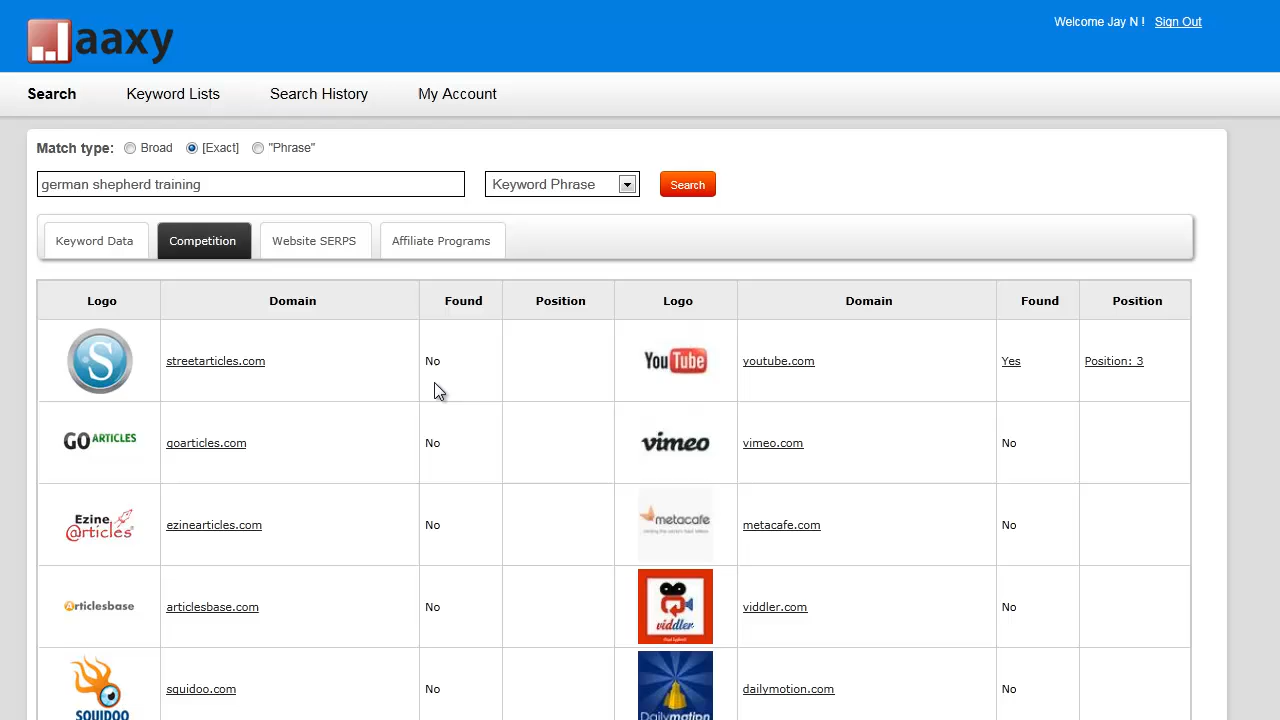 aaxy
Welcome Jay N ! Sign Out
Search Keyword Lists Search History My Account
Match type: Broad [Exact] "Phrase"
german shepherd training Keyword Phrase Search
Keyword Data Competition Website SERPS Affiliate Programs
Logo Domain Found Position Logo Domain Found Position
S streetarticles.com No YouTube youtube.com Yes Position: 3
GO ARTICLES goarticles.com No vimeo vimeo.com No
Ezine @rticles ezinearticles.com No metacafe metacafe.com No
articlesbase articlesbase.com No viddler viddler.com No
SQUIDOO squidoo.com No Dailymotion dailymotion.com No